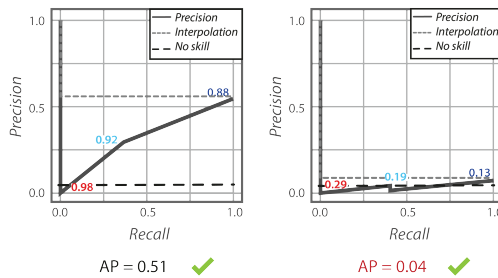 1.0
Precision
Interpolation
No skill
0.88
0.5
0.92
0.98
0.0
0.0
0.5
1.0
Precision
Recall
AP = 0.51 ✓
1.0
Precision
Interpolation
No skill
0.5
0.29
0.19
0.13
0.0
0.0
0.5
1.0
Precision
Recall
AP = 0.04 ✓